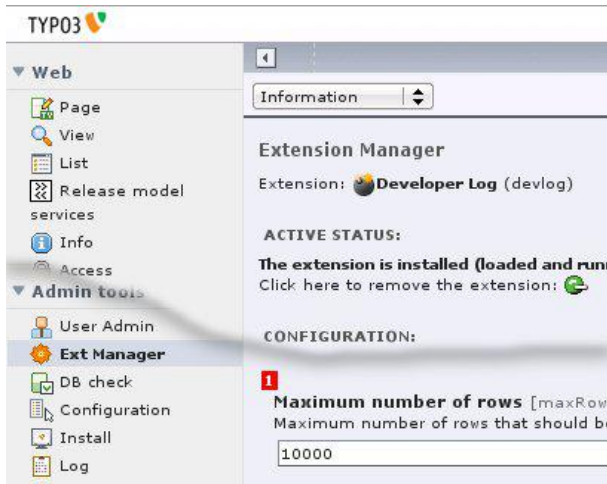 TYPO3
Web
Page
View
List
Release model
services
Info
Access
Admin tools
User Admin
Ext Manager
DB check
Configuration
Install
Log
Information
Extension Manager
Extension: Developer Log (devlog)
ACTIVE STATUS:
The extension is installed (loaded and run
Click here to remove the extension:
CONFIGURATION:
1
Maximum number of rows [maxRow
Maximum number of rows that should b
10000